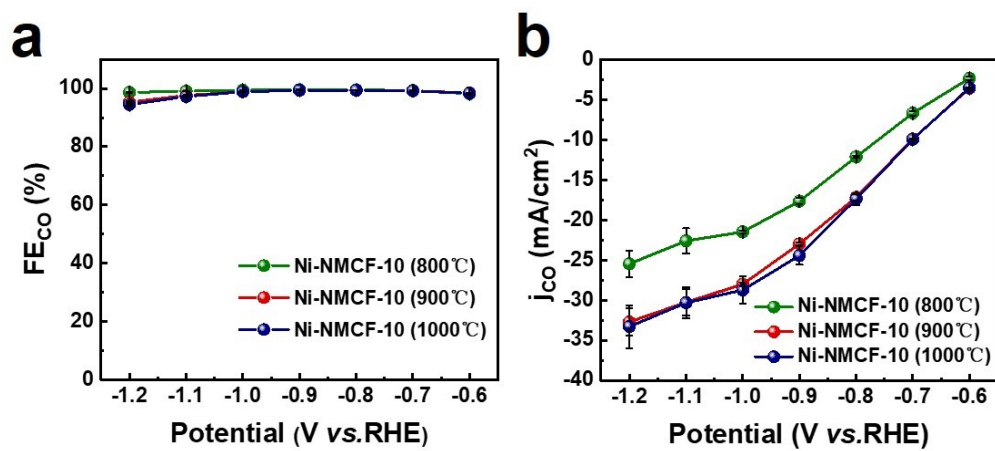 a
100
80
60
40
20
0
FE_CO (%)
Ni-NMCF-10 (800℃)
Ni-NMCF-10 (900℃)
Ni-NMCF-10 (1000℃)
-1.2 -1.1 -1.0 -0.9 -0.8 -0.7 -0.6
Potential (V vs.RHE)
b
0
-5
-10
-15
-20
-25
-30
-35
-40
j_CO (mA/cm²)
Ni-NMCF-10 (800℃)
Ni-NMCF-10 (900℃)
Ni-NMCF-10 (1000℃)
-1.2 -1.1 -1.0 -0.9 -0.8 -0.7 -0.6
Potential (V vs.RHE)